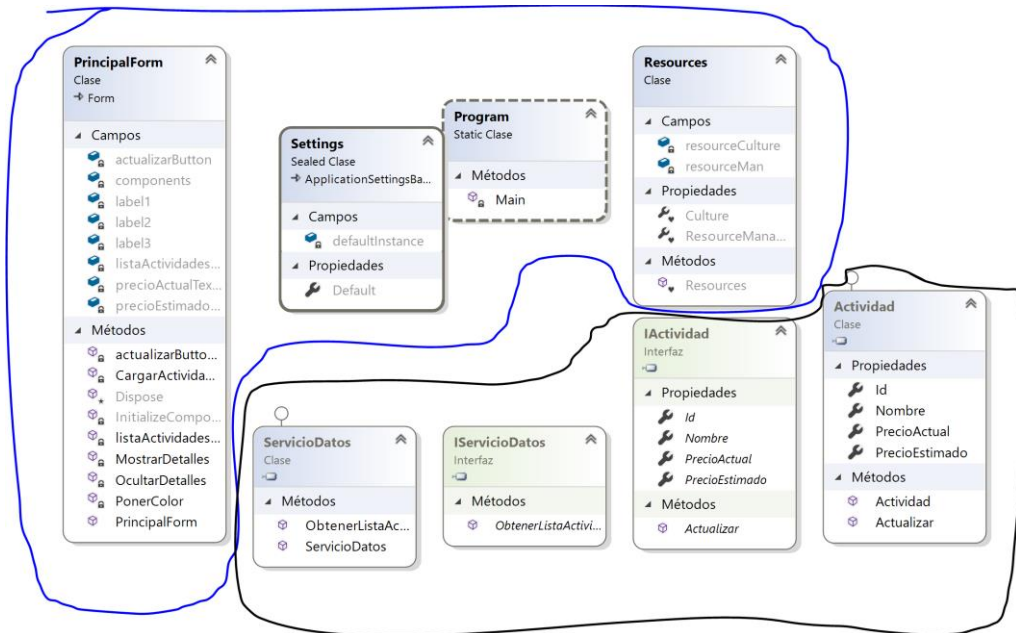 PrincipalForm
Clase
Form
Campos
actualizarButton
components
label1
label2
label3
listaActividades...
precioActualTex...
precioEstimado...
Métodos
actualizarButto...
CargarActivida...
Dispose
InitializeCompo...
listaActividades...
MostrarDetalles
OcultarDetalles
PonerColor
PrincipalForm
Settings
Sealed Clase
ApplicationSettingsBa...
Campos
defaultInstance
Propiedades
Default
Program
Static Clase
Métodos
Main
Resources
Clase
Campos
resourceCulture
resourceMan
Propiedades
Culture
ResourceMana...
Métodos
Resources
ServicioDatos
Clase
Métodos
ObtenerListaAc...
ServicioDatos
IServicioDatos
Interfaz
Métodos
ObtenerListaActivi...
IActividad
Interfaz
Propiedades
Id
Nombre
PrecioActual
PrecioEstimado
Métodos
Actualizar
Actividad
Clase
Propiedades
Id
Nombre
PrecioActual
PrecioEstimado
Métodos
Actividad
Actualizar